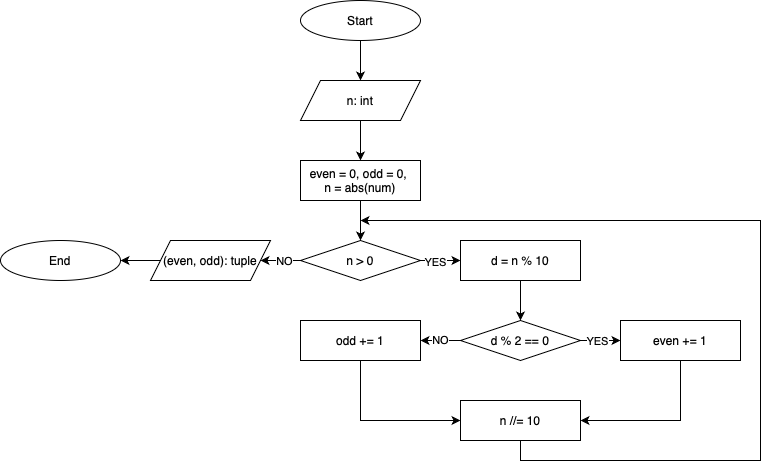 Start
n: int
even = 0, odd = 0,
n = abs(num)
End
(even, odd): tuple
NO
n > 0
YES
d = n % 10
odd += 1
NO
d % 2 == 0
YES
even += 1
n //= 10